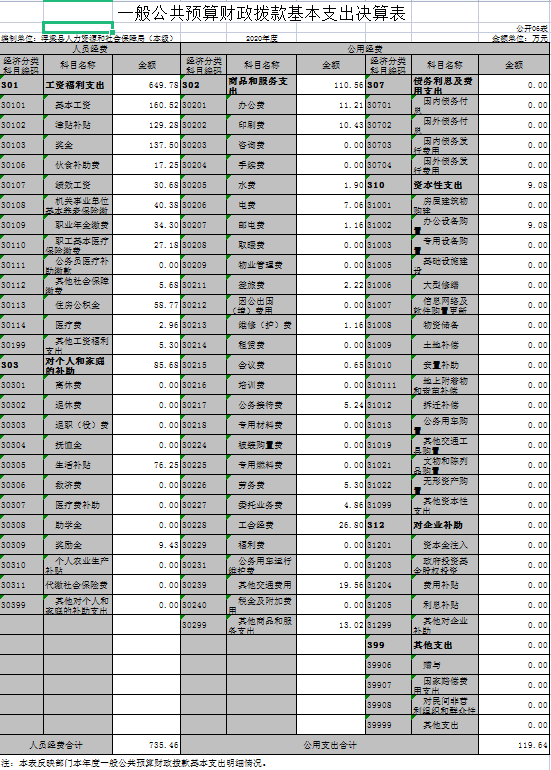 一般公共预算财政拨款基本支出决算表
公开06表
编制单位：浮梁县人力资源和社会保障局（本级） 2020年度 金额单位：万元
人员经费 公用经费
经济分类科目编码 科目名称 金额 经济分类科目编码 科目名称 金额 经济分类科目编码 科目名称 金额
301 工资福利支出 649.78 302 商品和服务支出 110.56 307 债务利息及费用支出 0.00
30101 基本工资 160.52 30201 办公费 11.21 30701 国内债务付息 0.00
30102 津贴补贴 129.28 30202 印刷费 10.43 30702 国外债务付息 0.00
30103 奖金 137.50 30203 咨询费 0.00 30703 国内债务发行费用 0.00
30106 伙食补助费 17.25 30204 手续费 0.00 30704 国外债务发行费用 0.00
30107 绩效工资 30.68 30205 水费 1.90 310 资本性支出 9.08
30108 机关事业单位基本养老保险缴 40.38 30206 电费 7.06 31001 房屋建筑物购建 0.00
30109 职业年金缴费 34.30 30207 邮电费 1.16 31002 办公设备购置 9.08
30110 职工基本医疗保险缴费 27.18 30208 取暖费 0.00 31003 专用设备购置 0.00
30111 公务员医疗补助缴款 0.00 30209 物业管理费 0.00 31005 基础设施建设 0.00
30112 其他社会保障缴费 5.68 30211 差旅费 2.22 31006 大型修缮 0.00
30113 住房公积金 58.77 30212 因公出国（境）费用 0.00 31007 信息网络及软件购置更新 0.00
30114 医疗费 2.96 30213 维修（护）费 1.16 31008 物资储备 0.00
30199 其他工资福利支出 5.30 30214 租赁费 0.00 31009 土地补偿 0.00
303 对个人和家庭的补助 85.68 30215 会议费 0.65 31010 安置补助 0.00
30301 离休费 0.00 30216 培训费 0.00 310111 地上附着物和青苗补偿 0.00
30302 退休费 0.00 30217 公务接待费 5.24 31012 拆迁补偿 0.00
30303 退职（役）费 0.00 30218 专用材料费 0.00 31013 公务用车购置 0.00
30304 抚恤金 0.00 30224 被装购置费 0.00 31019 其他交通工具购置 0.00
30305 生活补贴 76.25 30225 专用燃料费 0.00 31021 文物和陈列品购置 0.00
30306 救济费 0.00 30226 劳务费 5.30 31022 无形资产购置 0.00
30307 医疗费补助 0.00 30227 委托业务费 4.86 31099 其他资本性支出 0.00
30308 助学金 0.00 30228 工会经费 26.80 312 对企业补助 0.00
30309 奖励金 9.43 30229 福利费 0.00 31201 资本金注入 0.00
30310 个人农业生产补贴 0.00 30231 公务用车运行维护费 0.00 31203 政府投资基金股权投资 0.00
30311 代缴社会保险费 0.00 30239 其他交通费用 19.56 31204 费用补贴 0.00
30399 其他对个人和家庭的补助支出 0.00 30240 税金及附加费用 0.00 31205 利息补贴 0.00
30299 其他商品和服务支出 13.02 31299 其他对企业补助 0.00
399 其他支出 0.00
39906 赠与 0.00
39907 国家赔偿费用支出 0.00
39908 对民间非营利组织和群众性 0.00
39999 其他支出 0.00
人员经费合计 735.46 公用支出合计 119.64
注：本表反映部门本年度一般公共预算财政拨款基本支出明细情况。